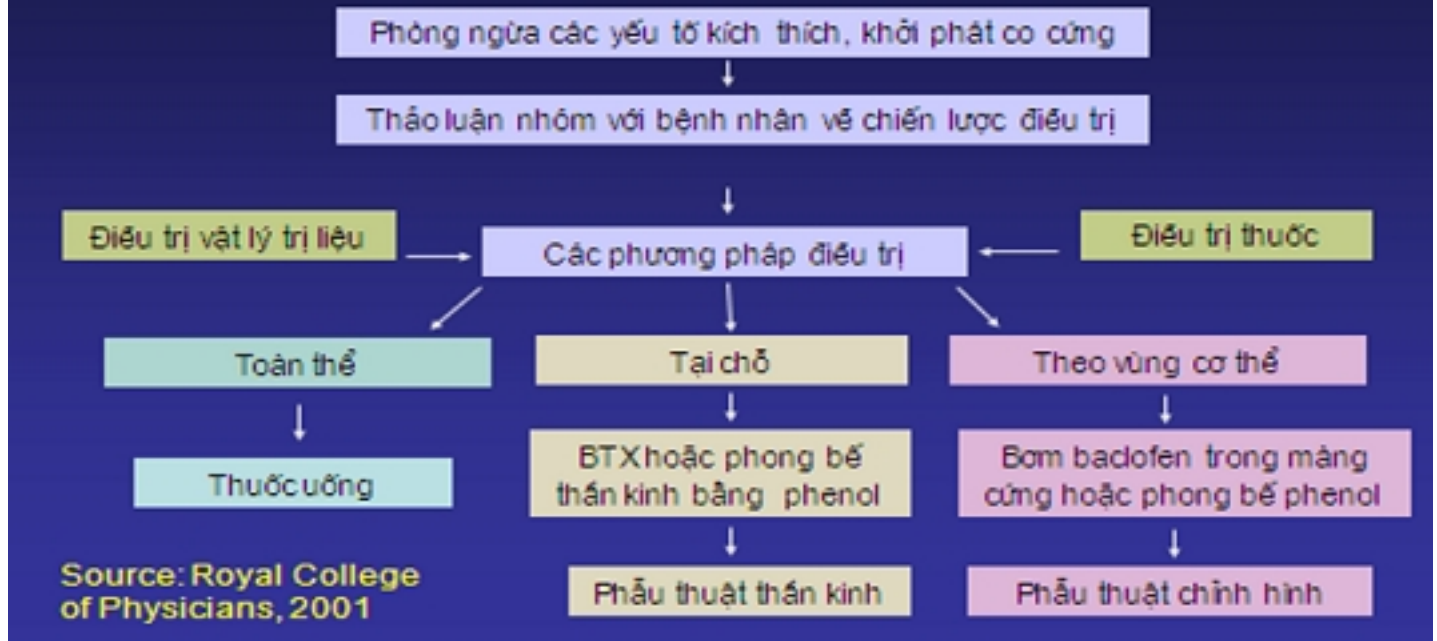 Phòng ngừa các yếu tố kích thích, khởi phát co cứng
Thảo luận nhóm với bệnh nhân về chiến lược điều trị
Điều trị vật lý trị liệu
Các phương pháp điều trị
Điều trị thuốc
Toàn thể
Tại chỗ
Theo vùng cơ thể
Thuốc uống
BTX hoặc phong bế
thần kinh bằng phenol
Bơm baclofen trong màng
cứng hoặc phong bế phenol
Phẫu thuật thần kinh
Phẫu thuật chỉnh hình
Source: Royal College
of Physicians, 2001